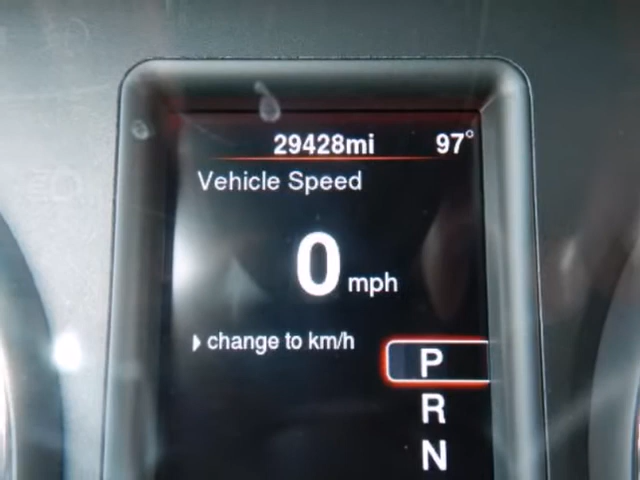 29428mi 97°
Vehicle Speed
0 mph
change to km/h
P
R
N